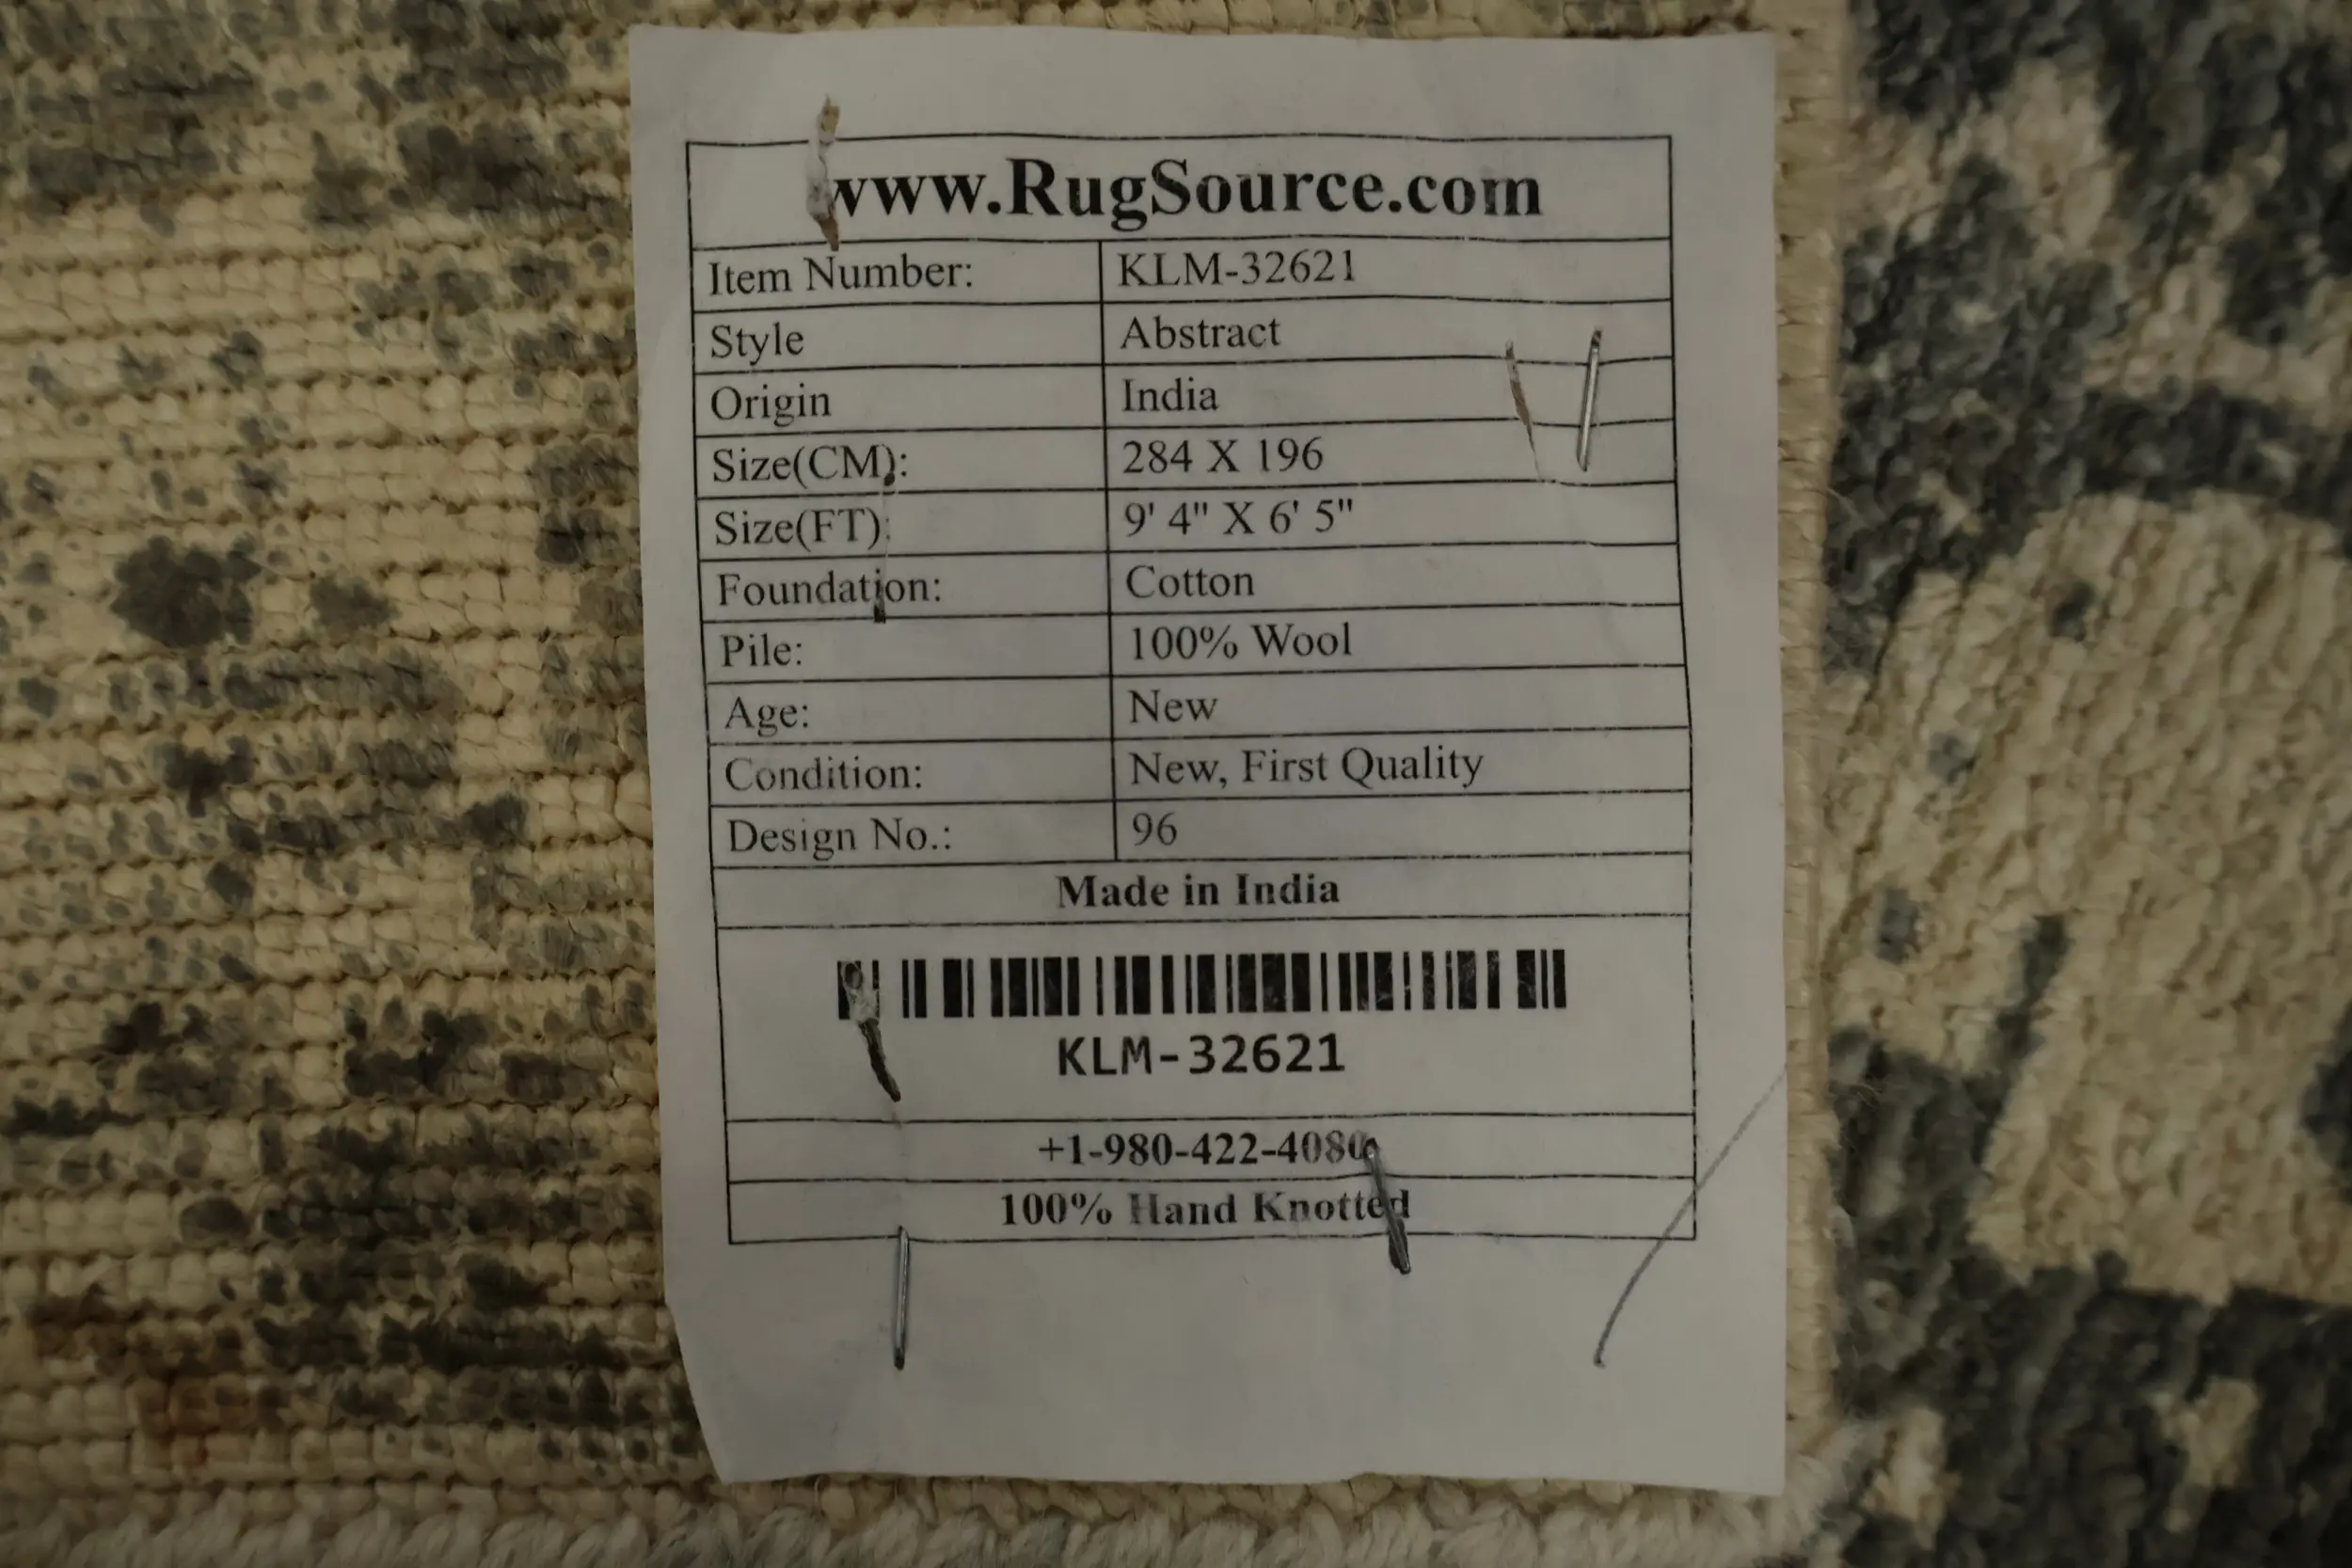 www.RugSource.com
Item Number: KLM-32621
Style Abstract
Origin India
Size(CM): 284 X 196
Size(FT): 9' 4" X 6' 5"
Foundation: Cotton
Pile: 100% Wool
Age: New
Condition: New, First Quality
Design No.: 96
Made in India
KLM-32621
+1-980-422-4080
100% Hand Knotted